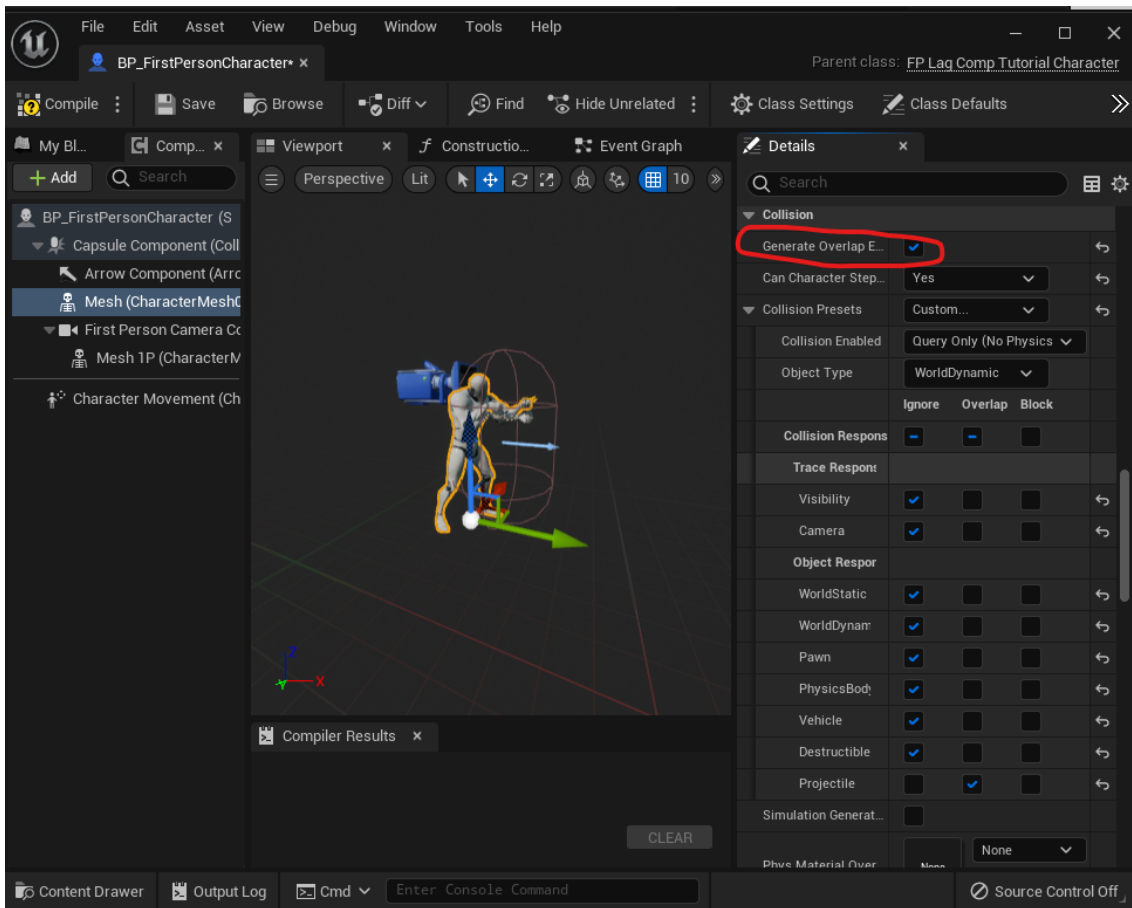 File Edit Asset View Debug Window Tools Help
BP_FirstPersonCharacter*
Parent class: FP Lag Comp Tutorial Character
Compile Save Browse Diff Find Hide Unrelated Class Settings Class Defaults
My Bl... Comp...
Add Search
BP_FirstPersonCharacter (S
Capsule Component (Coll
Arrow Component (Arrc
Mesh (CharacterMesh0
First Person Camera Co
Mesh 1P (CharacterM
Character Movement (Ch
Viewport Constructio... Event Graph
Perspective Lit 10
Z
X
Y
Compiler Results
CLEAR
Details
Search
Collision
Generate Overlap E...
Can Character Step... Yes
Collision Presets Custom...
Collision Enabled Query Only (No Physics
Object Type WorldDynamic
Ignore Overlap Block
Collision Respons
Trace Respons
Visibility
Camera
Object Respor
WorldStatic
WorldDynam
Pawn
PhysicsBody
Vehicle
Destructible
Projectile
Simulation Generat...
Phys Material Over None None
Content Drawer Output Log Cmd Enter Console Command Source Control Off